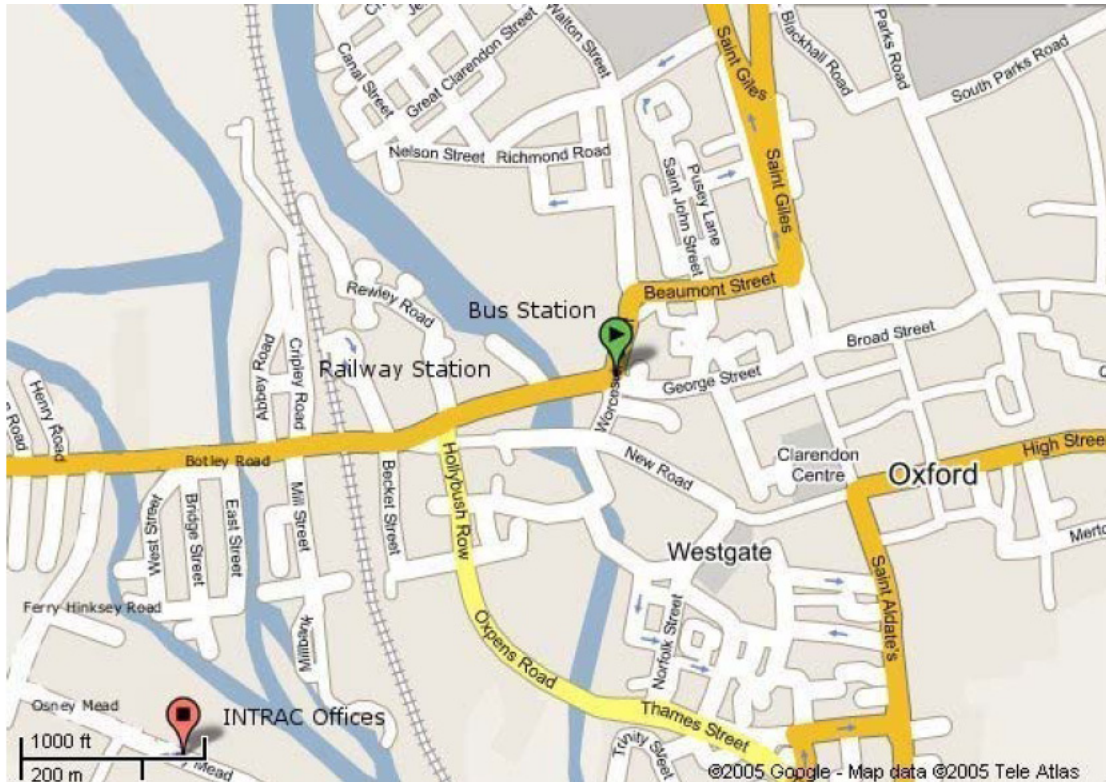 Saint Giles
Blackhall Road
Parks Road
South Parks Road
Walton Street
Canal Street
Great Clarendon Street
Nelson Street
Richmond Road
Saint John Street
Pusey Lane
Saint Giles
Beaumont Street
Rewley Road
Bus Station
Railway Station
Abby Road
Cripley Road
Henry Road
Road
Broad Street
George Street
Botley Road
New Road
Clarendon
Centre
Oxford
High Street
West Street
Bridge Street
East Street
Mill Street
Becket Street
Hollybush Row
Westgate
Ferry Hinksey Road
Millbey
Oxpens Road
Norfolk Street
Saint Aldate's
Osney Mead
INTRAC Offices
Thames Street
Trinity Street
1000 ft
200 m
Mead
©2005 Google - Map data ©2005 Tele Atlas